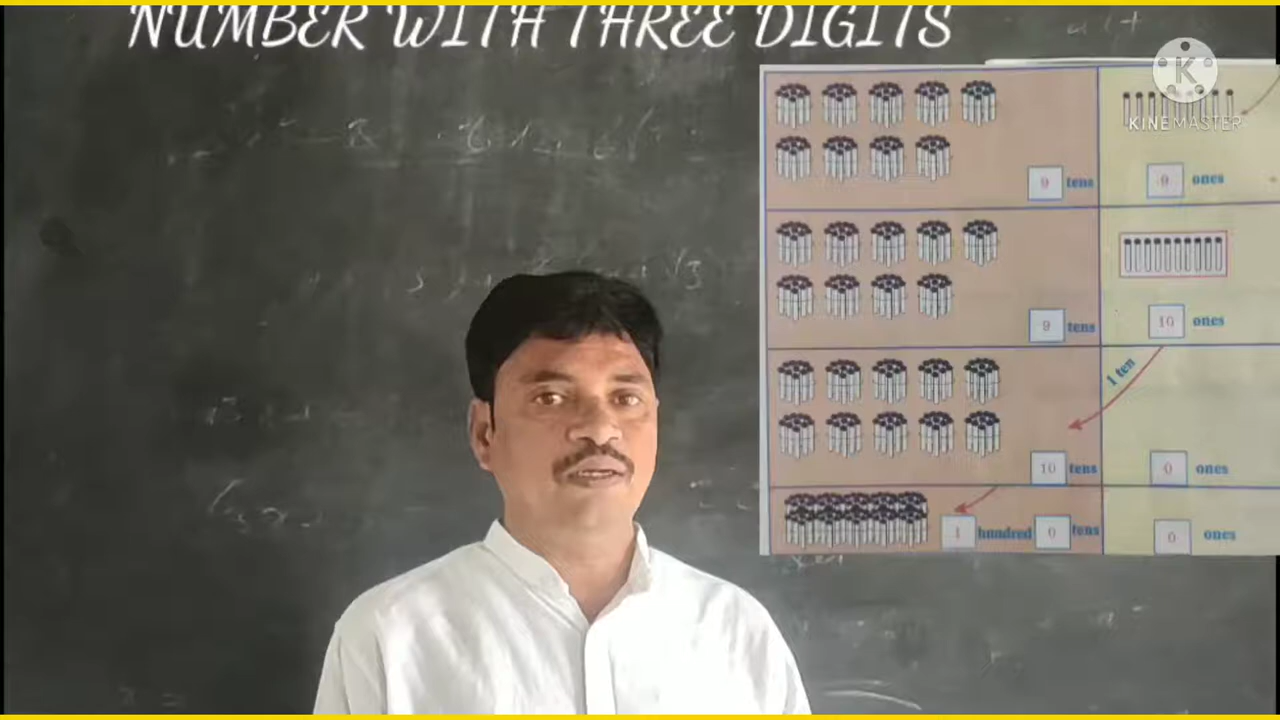 NUMBER WITH THREE DIGITS
K
KINEMASTER
9 tens
9 ones
9 tens
10 ones
1 ten
10 tens
0 ones
1 hundred 0 tens
0 ones